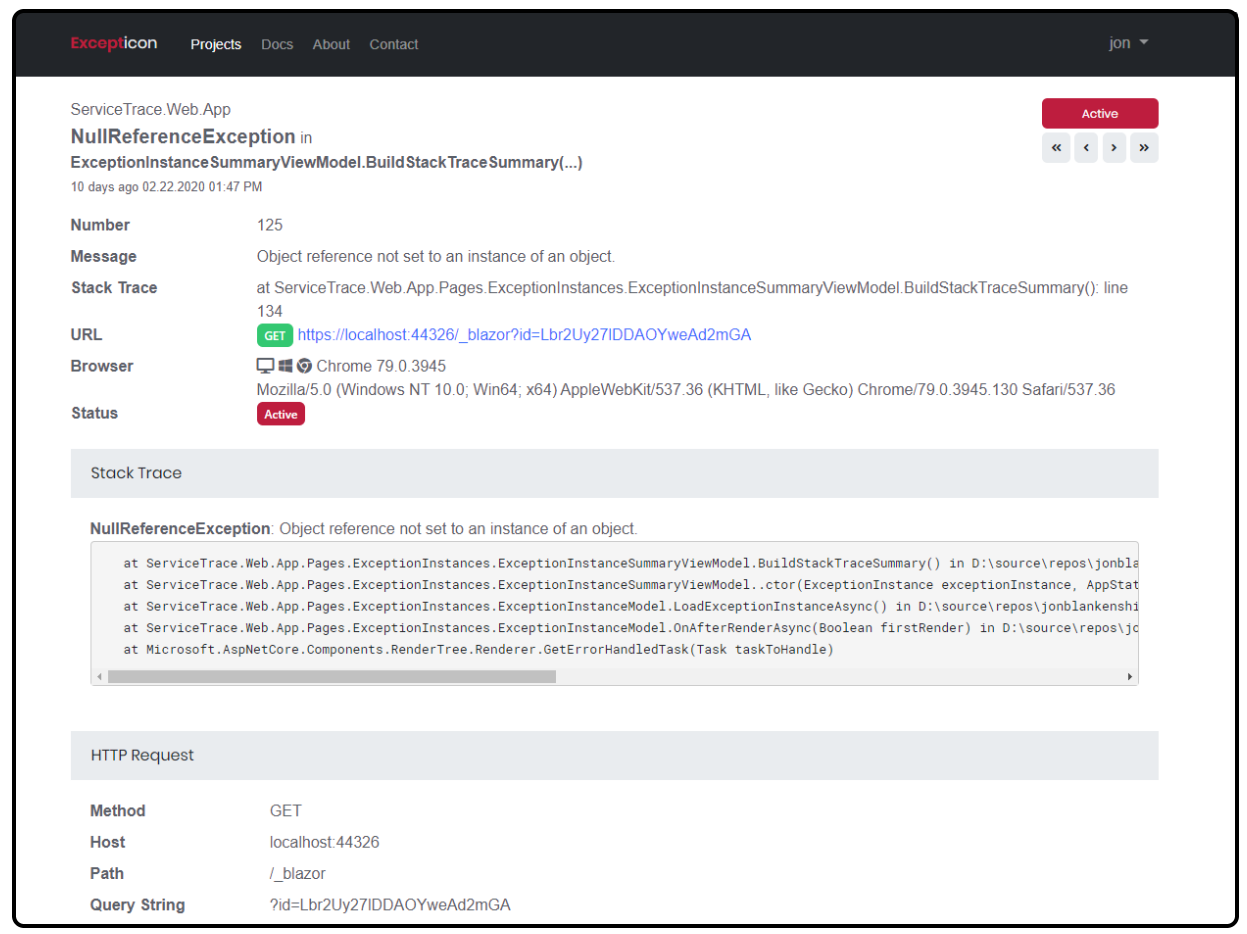 Excepticon Projects Docs About Contact jon
ServiceTrace.Web.App
Active
NullReferenceException in
ExceptionInstanceSummaryViewModel.BuildStackTraceSummary(...)
« ‹ › »
10 days ago 02.22.2020 01:47 PM
Number 125
Message Object reference not set to an instance of an object.
Stack Trace at ServiceTrace.Web.App.Pages.ExceptionInstances.ExceptionInstanceSummaryViewModel.BuildStackTraceSummary(): line
134
URL GET https://localhost:44326/_blazor?id=Lbr2Uy27lDDAOYweAd2mGA
Browser Chrome 79.0.3945
Mozilla/5.0 (Windows NT 10.0; Win64; x64) AppleWebKit/537.36 (KHTML, like Gecko) Chrome/79.0.3945.130 Safari/537.36
Status Active
Stack Trace
NullReferenceException: Object reference not set to an instance of an object.
at ServiceTrace.Web.App.Pages.ExceptionInstances.ExceptionInstanceSummaryViewModel.BuildStackTraceSummary() in D:\source\repos\jonbla
at ServiceTrace.Web.App.Pages.ExceptionInstances.ExceptionInstanceSummaryViewModel..ctor(ExceptionInstance exceptionInstance, AppStat
at ServiceTrace.Web.App.Pages.ExceptionInstances.ExceptionInstanceModel.LoadExceptionInstanceAsync() in D:\source\repos\jonblankenshi
at ServiceTrace.Web.App.Pages.ExceptionInstances.ExceptionInstanceModel.OnAfterRenderAsync(Boolean firstRender) in D:\source\repos\jo
at Microsoft.AspNetCore.Components.RenderTree.Renderer.GetErrorHandledTask(Task taskToHandle)
HTTP Request
Method GET
Host localhost:44326
Path /_blazor
Query String ?id=Lbr2Uy27lDDAOYweAd2mGA